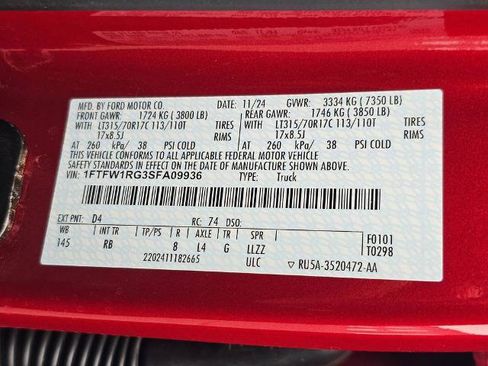 MFD. BY FORD MOTOR CO. 11/24 GVWR: 3334 KG ( 7350 LB)
FRONT GAWR: 1724 KG ( 3800 LB) REAR GAWR: 1746 KG ( 3850 LB)
WITH LT315/70R17C 113/110T TIRES WITH LT315/70R17C 113/110T TIRES
17x8.5J RIMS 17x8.5J RIMS
AT 260 kPa/ 38 PSI COLD AT 260 kPa/ 38 PSI COLD
THIS VEHICLE CONFORMS TO ALL APPLICABLE FEDERAL MOTOR VEHICLE
SAFETY STANDARDS IN EFFECT ON THE DATE OF MANUFACTURE SHOWN ABOVE.
VIN: 1FTFW1RG3SFA09936 TYPE: TRUCK
EXT PNT: D4 RC: 74 DSO: F0101
WB INT TR TP/PS R AXLE TR SPR T0298
145 RB 8 L4 G LLZZ
2202411182665 ULC ▽ RU5A-3520472-AA